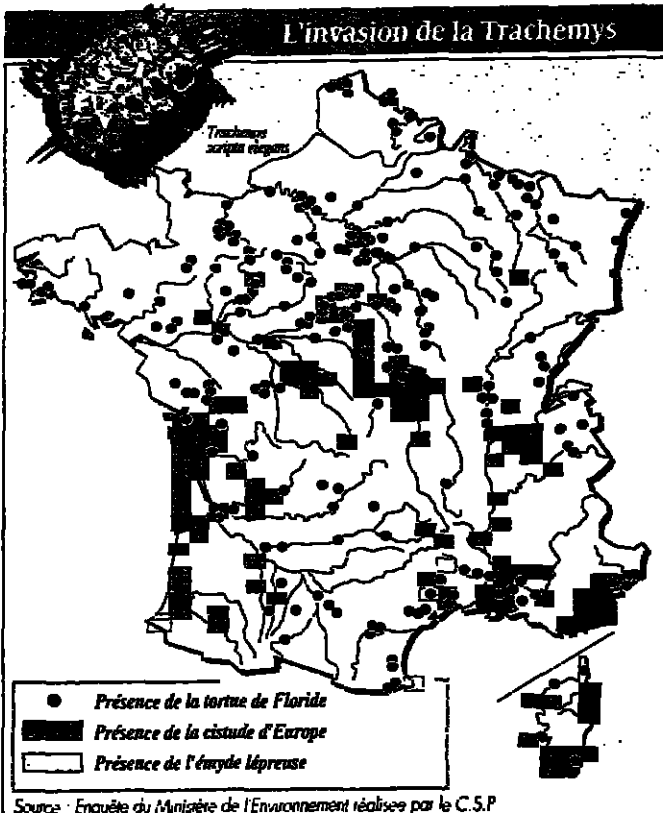 L'invasion de la Trachemys
Trachemys
scripta elegans
Présence de la tortue de Floride
Présence de la cistude d'Europe
Présence de l'émyde lépreuse
Source : Enquête du Ministère de l'Environnement réalisee par le C.S.P